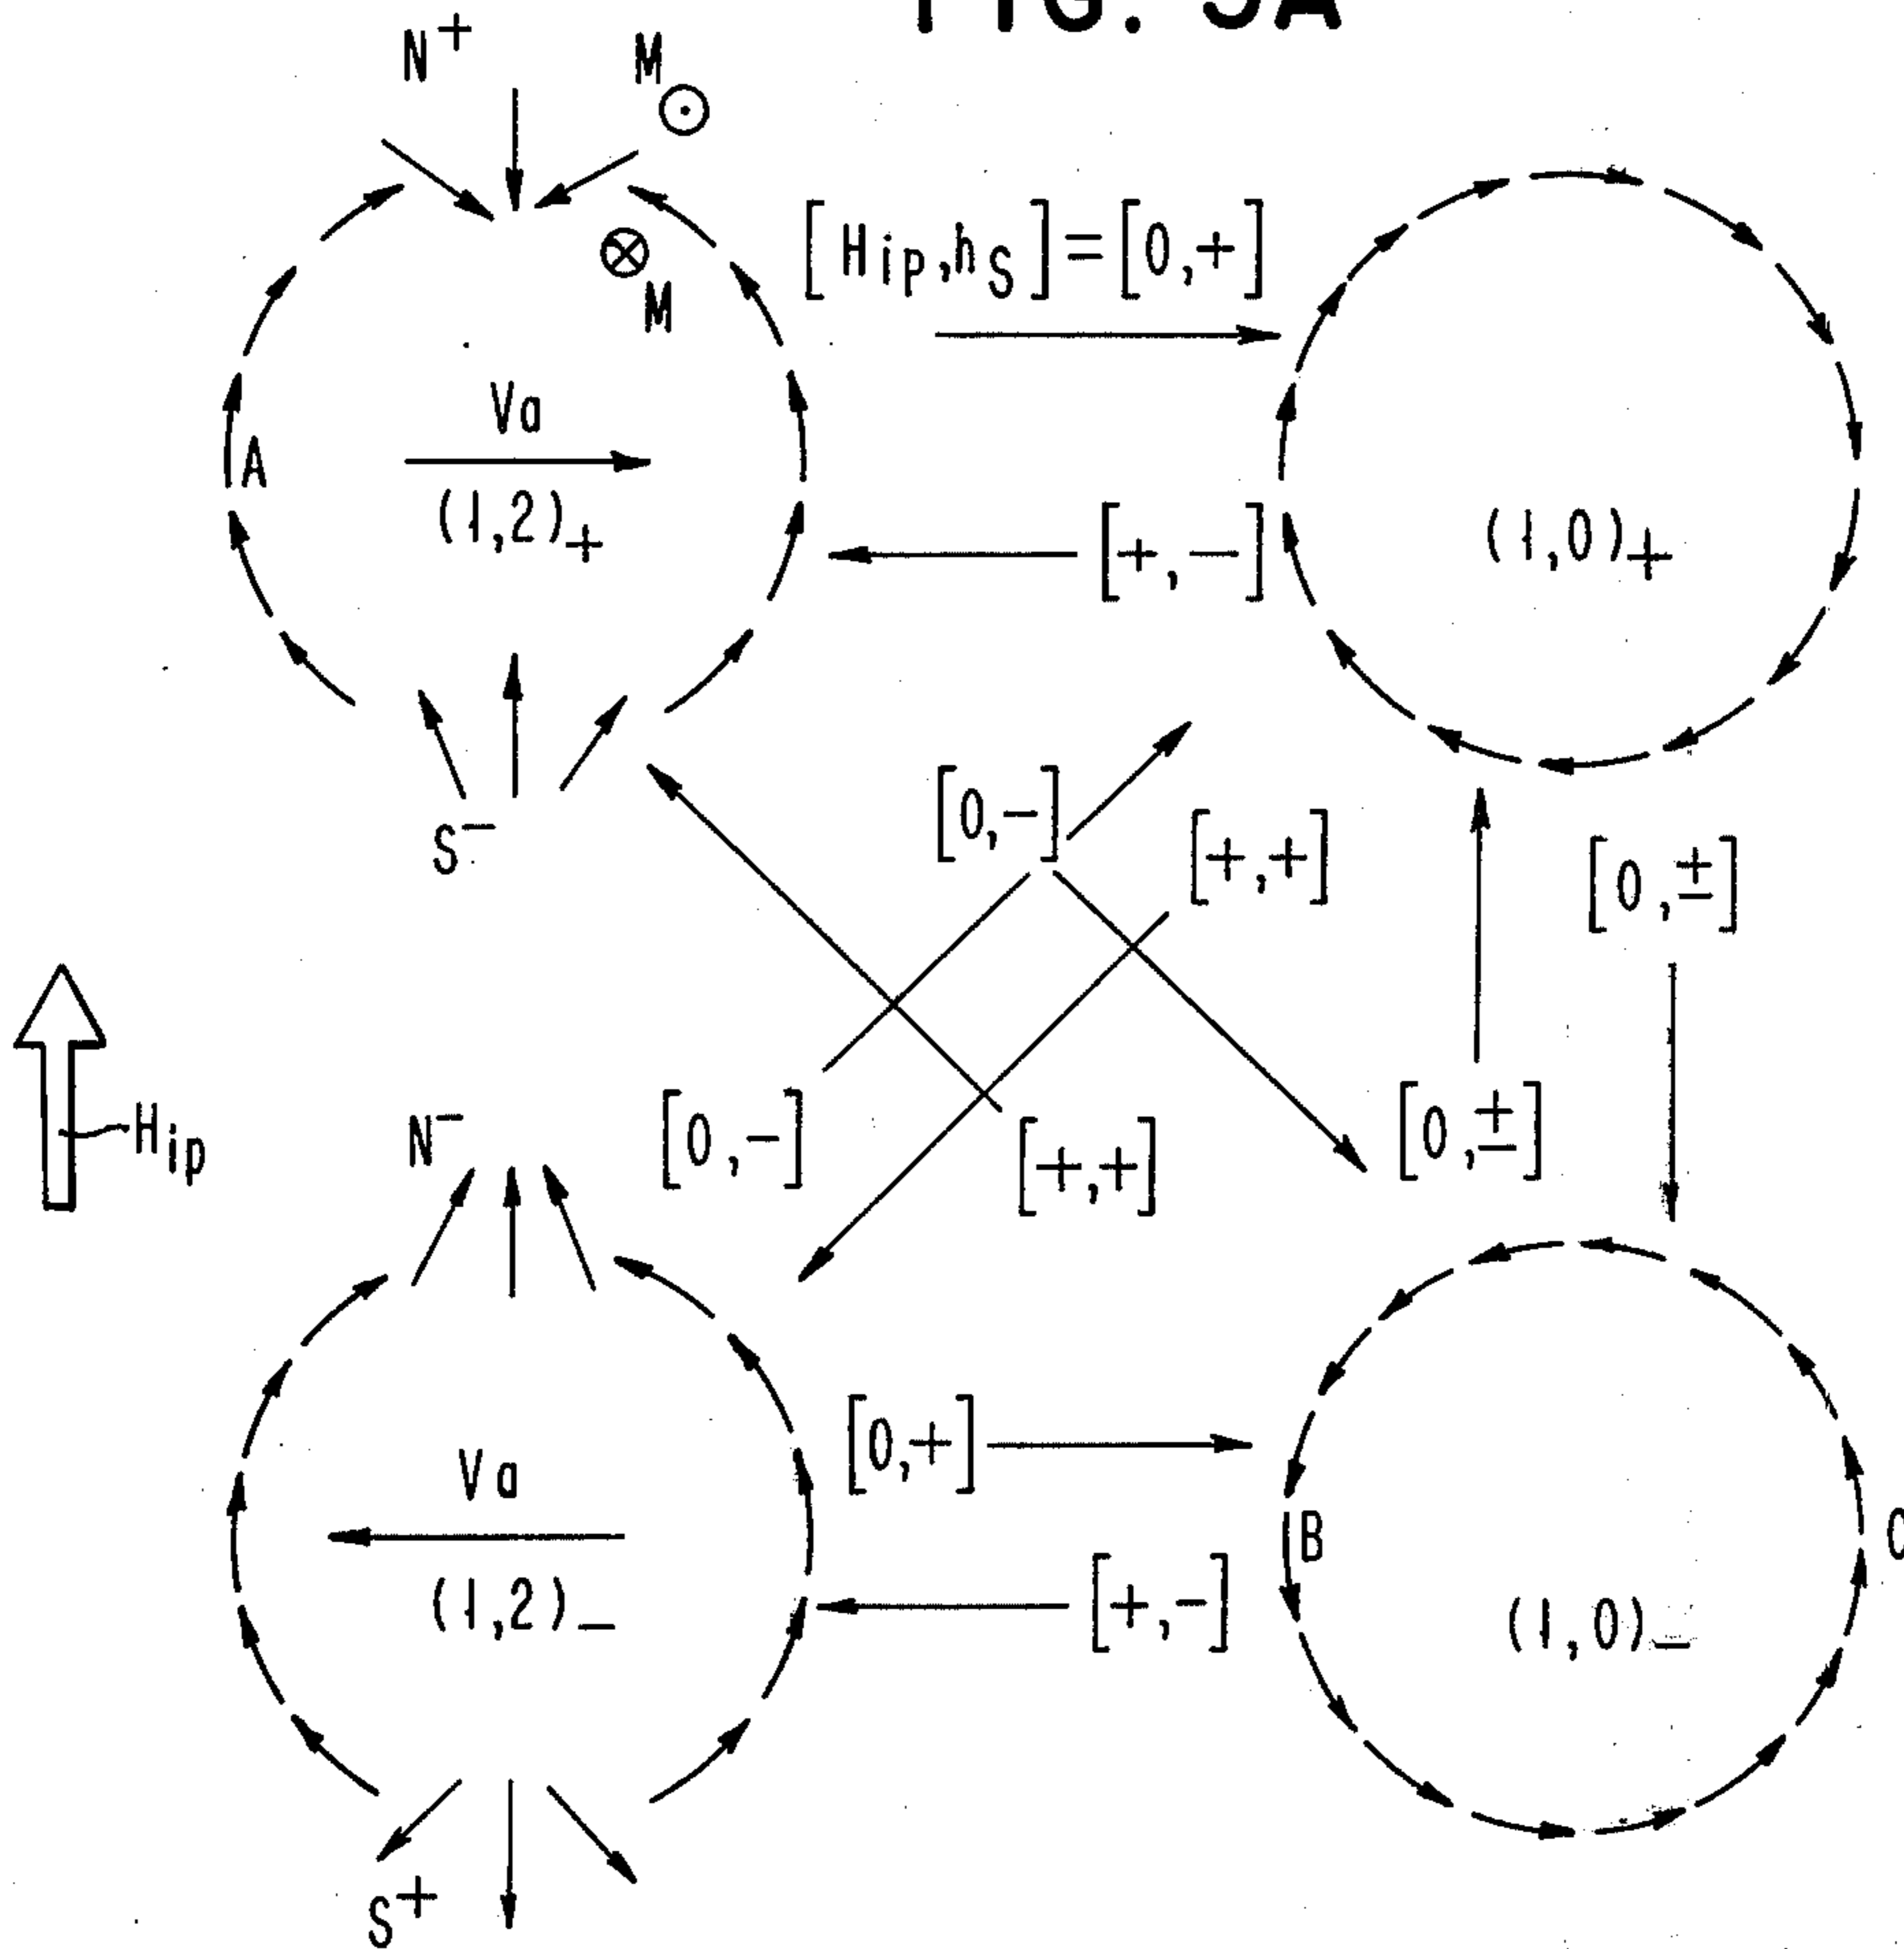 FIG. 3A
N+
M
[Hip,hS]=[0,+]
M
Va
A
(1,2)+
[+,-]
(1,0)+
[0,-]
[+,+]
S-
[0,±]
Hip
N-
[0,-]
[+,+]
[0,±]
[0,+]
Va
B
(1,2)-
[+,-]
(1,0)-
S+